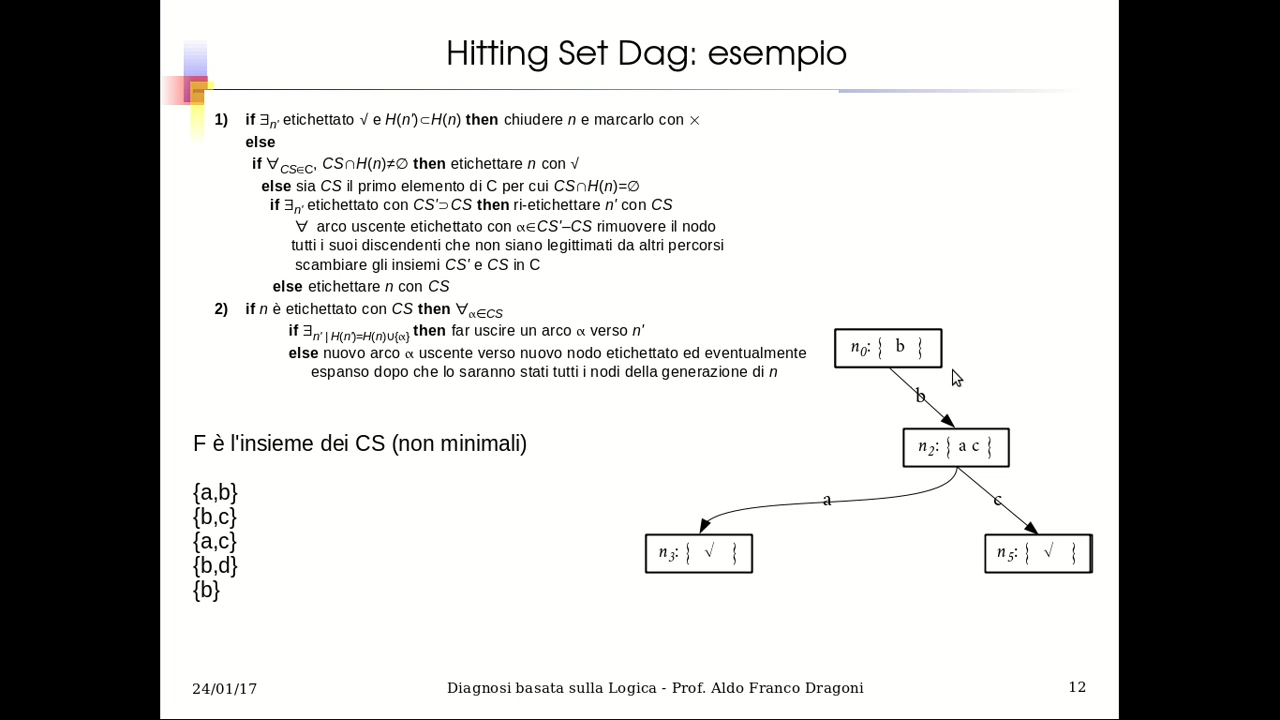 Hitting Set Dag: esempio
1) if ∃n' etichettato √ e H(n')⊂H(n) then chiudere n e marcarlo con ×
else
if ∀CS∈C, CS∩H(n)≠∅ then etichettare n con √
else sia CS il primo elemento di C per cui CS∩H(n)=∅
if ∃n' etichettato con CS'⊃CS then ri-etichettare n' con CS
∀ arco uscente etichettato con α∈CS'–CS rimuovere il nodo
tutti i suoi discendenti che non siano legittimati da altri percorsi
scambiare gli insiemi CS' e CS in C
else etichettare n con CS
2) if n è etichettato con CS then ∀α∈CS
if ∃n' | H(n')=H(n)∪{α} then far uscire un arco α verso n'
else nuovo arco α uscente verso nuovo nodo etichettato ed eventualmente
espanso dopo che lo saranno stati tutti i nodi della generazione di n
n0: { b }
b
n2: { a c }
a c
n3: { √ } n5: { √ }
F è l'insieme dei CS (non minimali)
{a,b}
{b,c}
{a,c}
{b,d}
{b}
24/01/17 Diagnosi basata sulla Logica - Prof. Aldo Franco Dragoni 12